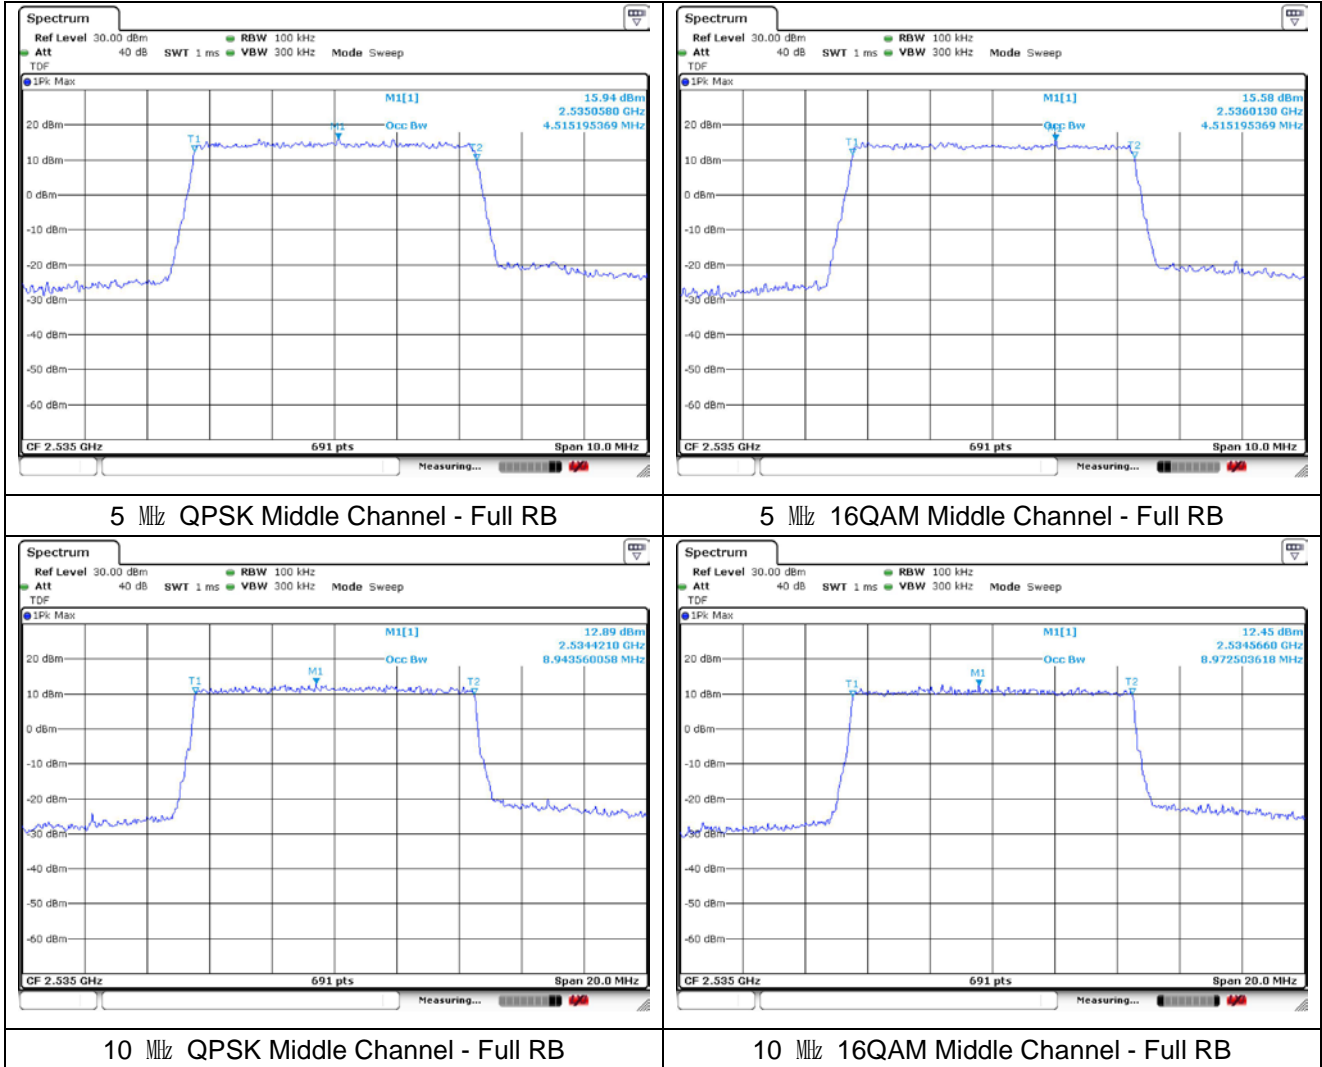 Spectrum
Ref Level 30.00 dBm RBW 100 kHz
Att 40 dB SWT 1 ms VBW 300 kHz Mode Sweep
TDF
1Pk Max
M1[1] 15.94 dBm
2.5350580 GHz
Occ Bw 4.515195369 MHz
M1
T1
T2
20 dBm
10 dBm
0 dBm
-10 dBm
-20 dBm
-30 dBm
-40 dBm
-50 dBm
-60 dBm
CF 2.535 GHz 691 pts Span 10.0 MHz
Measuring...
5 ㎒ QPSK Middle Channel - Full RB
Spectrum
Ref Level 30.00 dBm RBW 100 kHz
Att 40 dB SWT 1 ms VBW 300 kHz Mode Sweep
TDF
1Pk Max
M1[1] 15.58 dBm
2.5360130 GHz
Occ Bw 4.515195369 MHz
M1
T1
T2
20 dBm
10 dBm
0 dBm
-10 dBm
-20 dBm
-30 dBm
-40 dBm
-50 dBm
-60 dBm
CF 2.535 GHz 691 pts Span 10.0 MHz
Measuring...
5 ㎒ 16QAM Middle Channel - Full RB
Spectrum
Ref Level 30.00 dBm RBW 100 kHz
Att 40 dB SWT 1 ms VBW 300 kHz Mode Sweep
TDF
1Pk Max
M1[1] 12.89 dBm
2.5344210 GHz
Occ Bw 8.943560058 MHz
M1
T1
T2
20 dBm
10 dBm
0 dBm
-10 dBm
-20 dBm
-30 dBm
-40 dBm
-50 dBm
-60 dBm
CF 2.535 GHz 691 pts Span 20.0 MHz
Measuring...
10 ㎒ QPSK Middle Channel - Full RB
Spectrum
Ref Level 30.00 dBm RBW 100 kHz
Att 40 dB SWT 1 ms VBW 300 kHz Mode Sweep
TDF
1Pk Max
M1[1] 12.45 dBm
2.5345660 GHz
Occ Bw 8.972503618 MHz
M1
T1
T2
20 dBm
10 dBm
0 dBm
-10 dBm
-20 dBm
-30 dBm
-40 dBm
-50 dBm
-60 dBm
CF 2.535 GHz 691 pts Span 20.0 MHz
Measuring...
10 ㎒ 16QAM Middle Channel - Full RB